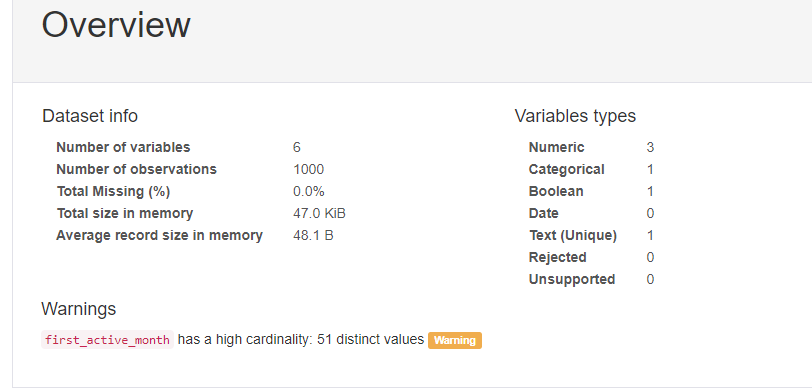 Overview
Dataset info
Number of variables 6
Number of observations 1000
Total Missing (%) 0.0%
Total size in memory 47.0 KiB
Average record size in memory 48.1 B
Variables types
Numeric 3
Categorical 1
Boolean 1
Date 0
Text (Unique) 1
Rejected 0
Unsupported 0
Warnings
first_active_month has a high cardinality: 51 distinct values Warning